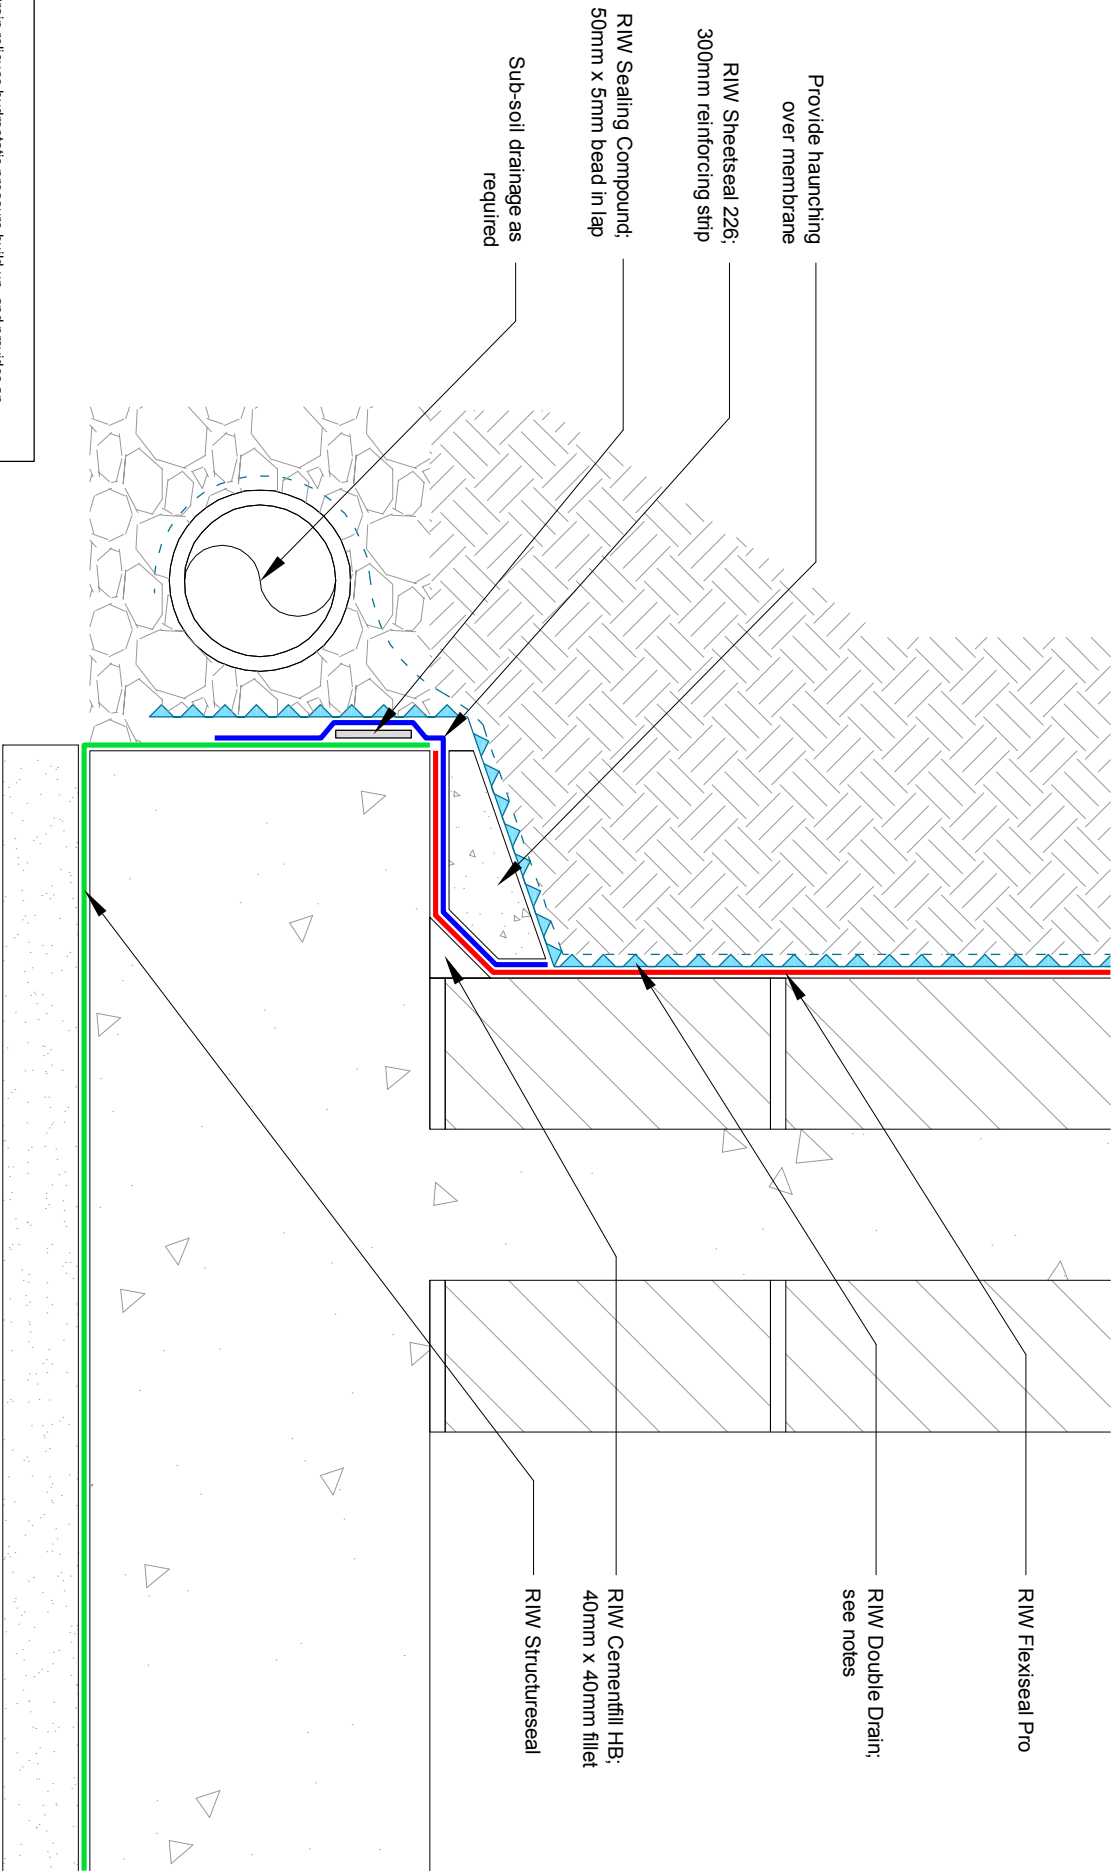 Provide haunching
over membrane
RIW Sheetseal 226;
300mm reinforcing strip
RIW Sealing Compound;
50mm x 5mm bead in lap
Sub-soil drainage as
required
RIW Flexiseal Pro
RIW Double Drain;
see notes
RIW Cementfill HB;
40mm x 40mm fillet
RIW Structureseal